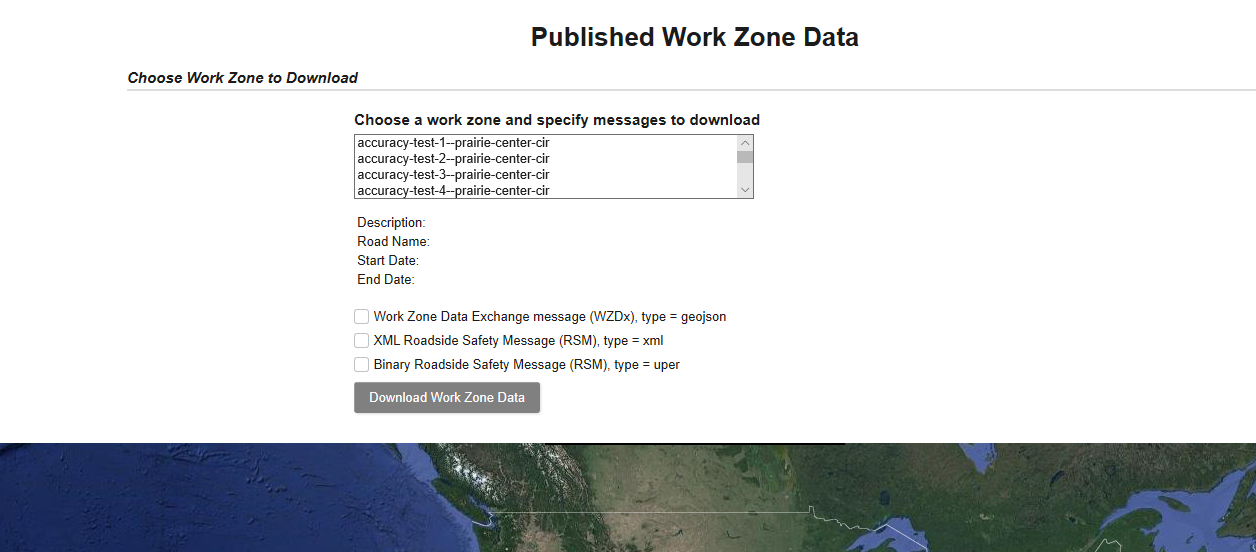 Published Work Zone Data
Choose Work Zone to Download
Choose a work zone and specify messages to download
accuracy-test-1--prairie-center-cir
accuracy-test-2--prairie-center-cir
accuracy-test-3--prairie-center-cir
accuracy-test-4--prairie-center-cir
Description:
Road Name:
Start Date:
End Date:
Work Zone Data Exchange message (WZDx), type = geojson
XML Roadside Safety Message (RSM), type = xml
Binary Roadside Safety Message (RSM), type = uper
Download Work Zone Data